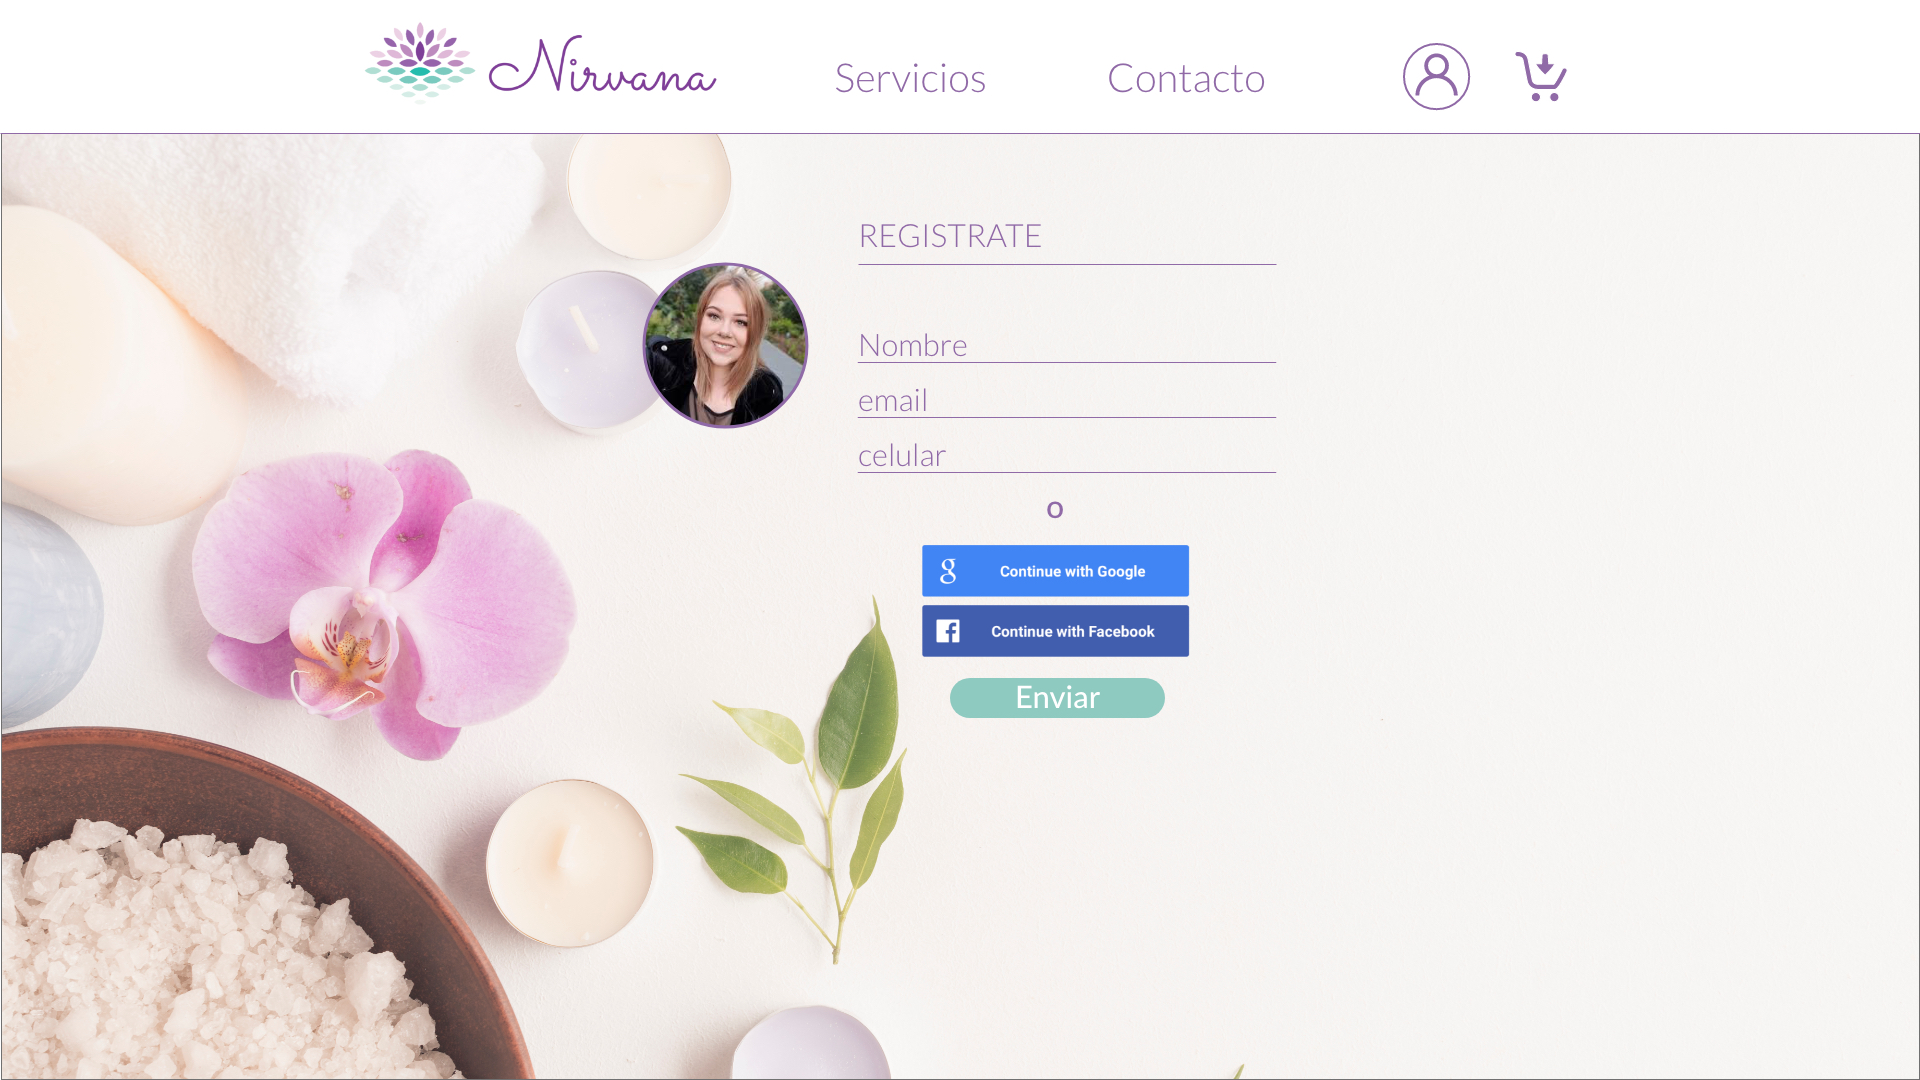 Nirvana
Servicios
Contacto
REGISTRATE
Nombre
email
celular
o
Continue with Google
Continue with Facebook
Enviar